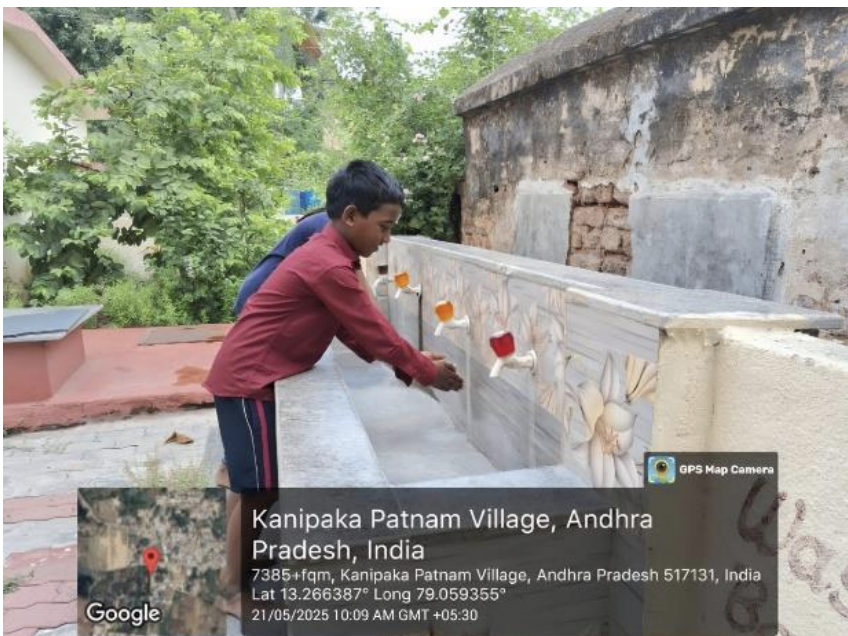 GPS Map Camera
Kanipaka Patnam Village, Andhra
Pradesh, India
7385+fqm, Kanipaka Patnam Village, Andhra Pradesh 517131, India
Lat 13.266387° Long 79.059355°
21/05/2025 10:09 AM GMT +05:30
Google